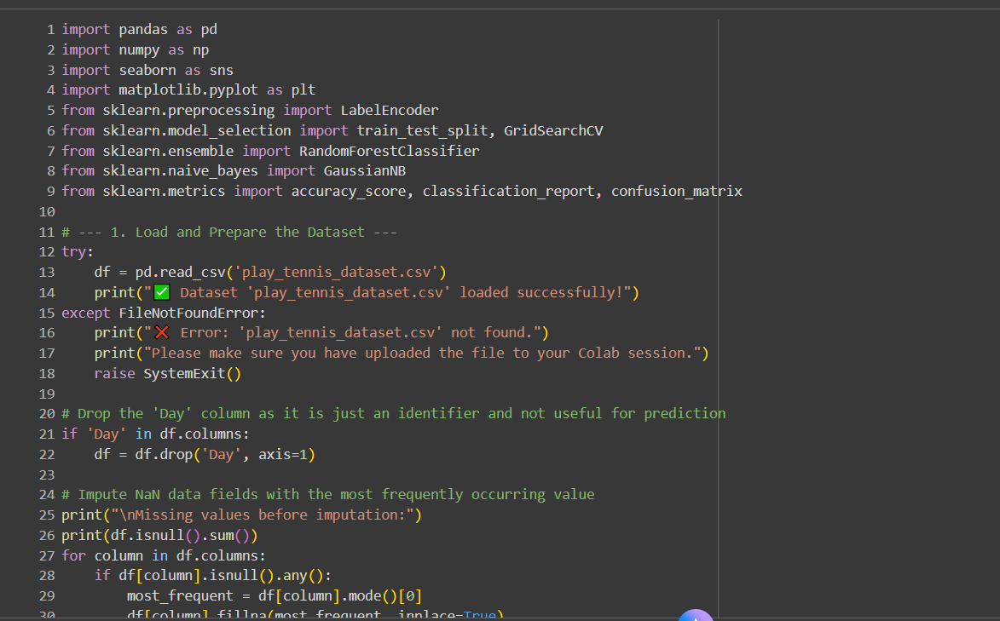 1 import pandas as pd
2 import numpy as np
3 import seaborn as sns
4 import matplotlib.pyplot as plt
5 from sklearn.preprocessing import LabelEncoder
6 from sklearn.model_selection import train_test_split, GridSearchCV
7 from sklearn.ensemble import RandomForestClassifier
8 from sklearn.naive_bayes import GaussianNB
9 from sklearn.metrics import accuracy_score, classification_report, confusion_matrix
10
11 # --- 1. Load and Prepare the Dataset ---
12 try:
13     df = pd.read_csv('play_tennis_dataset.csv')
14     print("✅ Dataset 'play_tennis_dataset.csv' loaded successfully!")
15 except FileNotFoundError:
16     print("❌ Error: 'play_tennis_dataset.csv' not found.")
17     print("Please make sure you have uploaded the file to your Colab session.")
18     raise SystemExit()
19
20 # Drop the 'Day' column as it is just an identifier and not useful for prediction
21 if 'Day' in df.columns:
22     df = df.drop('Day', axis=1)
23
24 # Impute NaN data fields with the most frequently occurring value
25 print("\nMissing values before imputation:")
26 print(df.isnull().sum())
27 for column in df.columns:
28     if df[column].isnull().any():
29         most_frequent = df[column].mode()[0]
30         df[column].fillna(most_frequent, inplace=True)